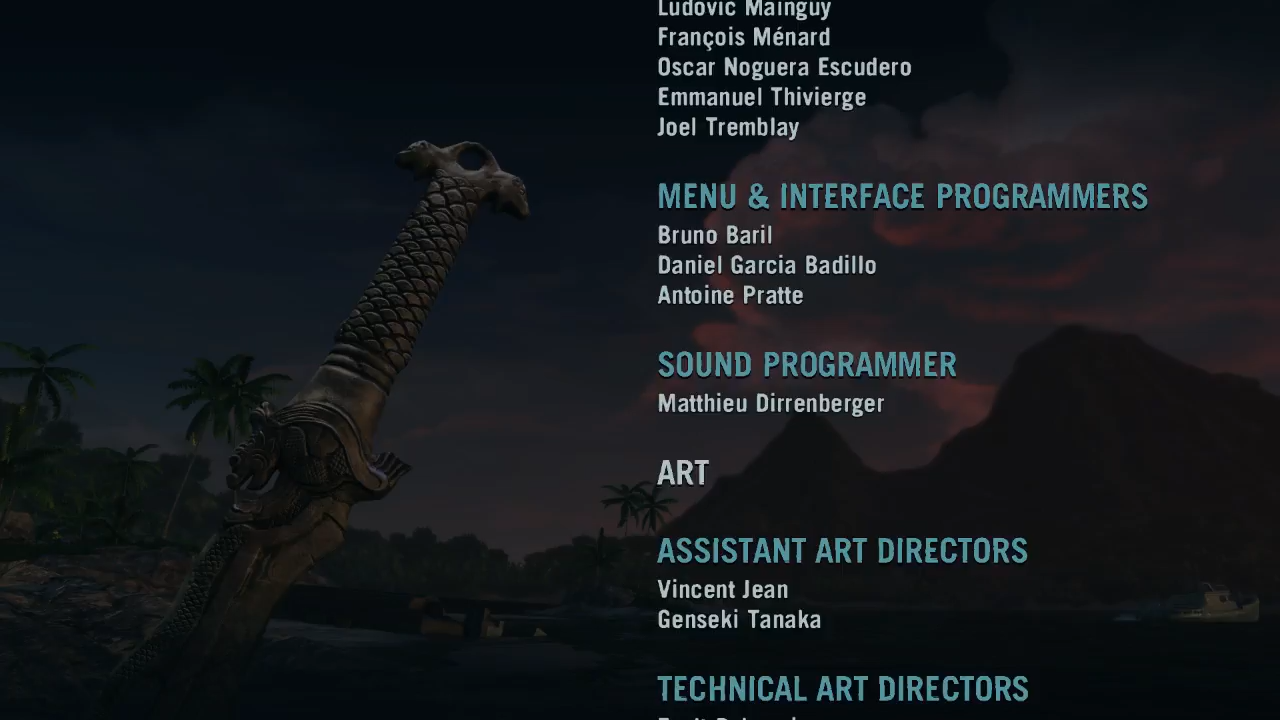 Ludovic Mainguy
François Ménard
Oscar Noguera Escudero
Emmanuel Thivierge
Joel Tremblay
MENU & INTERFACE PROGRAMMERS
Bruno Baril
Daniel Garcia Badillo
Antoine Pratte
SOUND PROGRAMMER
Matthieu Dirrenberger
ART
ASSISTANT ART DIRECTORS
Vincent Jean
Genseki Tanaka
TECHNICAL ART DIRECTORS